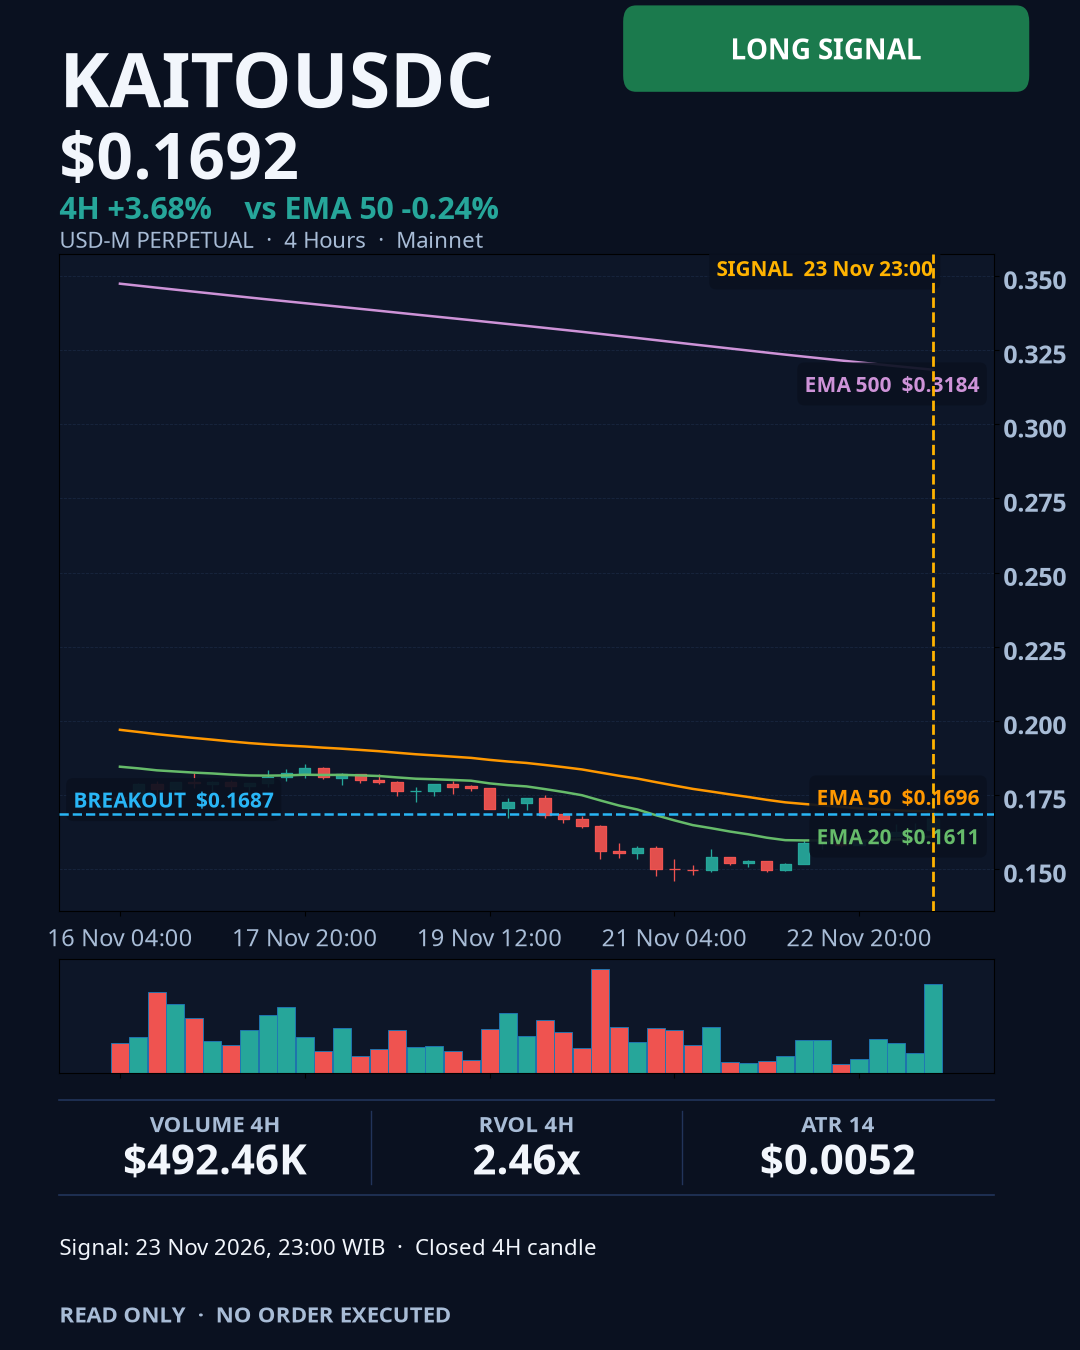 LONG SIGNAL
KAITOUSDC
$0.1692
4H +3.68% vs EMA 50 -0.24%
USD-M PERPETUAL · 4 Hours · Mainnet
SIGNAL 23 Nov 23:00
0.350
0.325
EMA 500 $0.3184
0.300
0.275
0.250
0.225
0.200
0.175
EMA 50 $0.1696
BREAKOUT $0.1687
EMA 20 $0.1611
0.150
16 Nov 04:00 17 Nov 20:00 19 Nov 12:00 21 Nov 04:00 22 Nov 20:00
VOLUME 4H RVOL 4H ATR 14
$492.46K 2.46x $0.0052
Signal: 23 Nov 2026, 23:00 WIB · Closed 4H candle
READ ONLY · NO ORDER EXECUTED